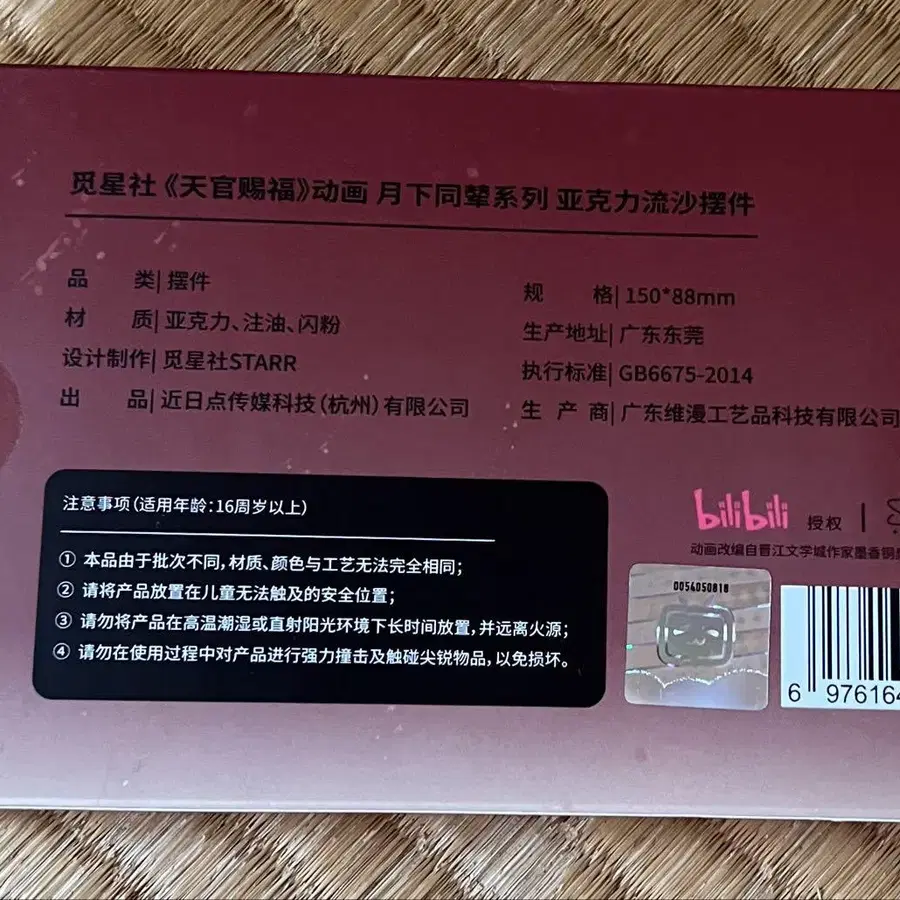 觅星社《天官赐福》动画 月下同辇系列 亚克力流沙摆件
品 类| 摆件
材 质| 亚克力、注油、闪粉
设计制作| 觅星社STARR
出 品| 近日点传媒科技(杭州)有限公司
规 格| 150*88mm
生产地址| 广东东莞
执行标准| GB6675-2014
生 产 商| 广东维漫工艺品科技有限公司
注意事项(适用年龄:16周岁以上)
① 本品由于批次不同,材质、颜色与工艺无法完全相同;
② 请将产品放置在儿童无法触及的安全位置;
③ 请勿将产品在高温潮湿或直射阳光环境下长时间放置,并远离火源;
④ 请勿在使用过程中对产品进行强力撞击及触碰尖锐物品,以免损坏。
bilibili 授权 |
动画改编自晋江文学城作家墨香铜
0054050818
6 976164